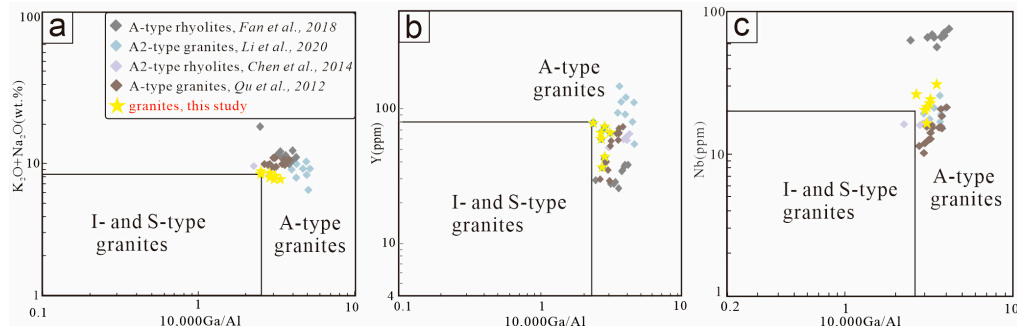 a
100
10
1
K₂O+Na₂O(wt.%)
A-type rhyolites, Fan et al., 2018
A2-type granites, Li et al., 2020
A2-type rhyolites, Chen et al., 2014
A-type granites, Qu et al., 2012
granites, this study
I- and S-type
granites
A-type
granites
0.1
1
10
10.000Ga/Al
b
100
10
4
Y(ppm)
A-type
granites
I- and S-type
granites
0.1
1
10
10.000Ga/Al
c
100
10
1
Nb(ppm)
I- and S-type
granites
A-type
granites
0.2
1
10
10.000Ga/Al